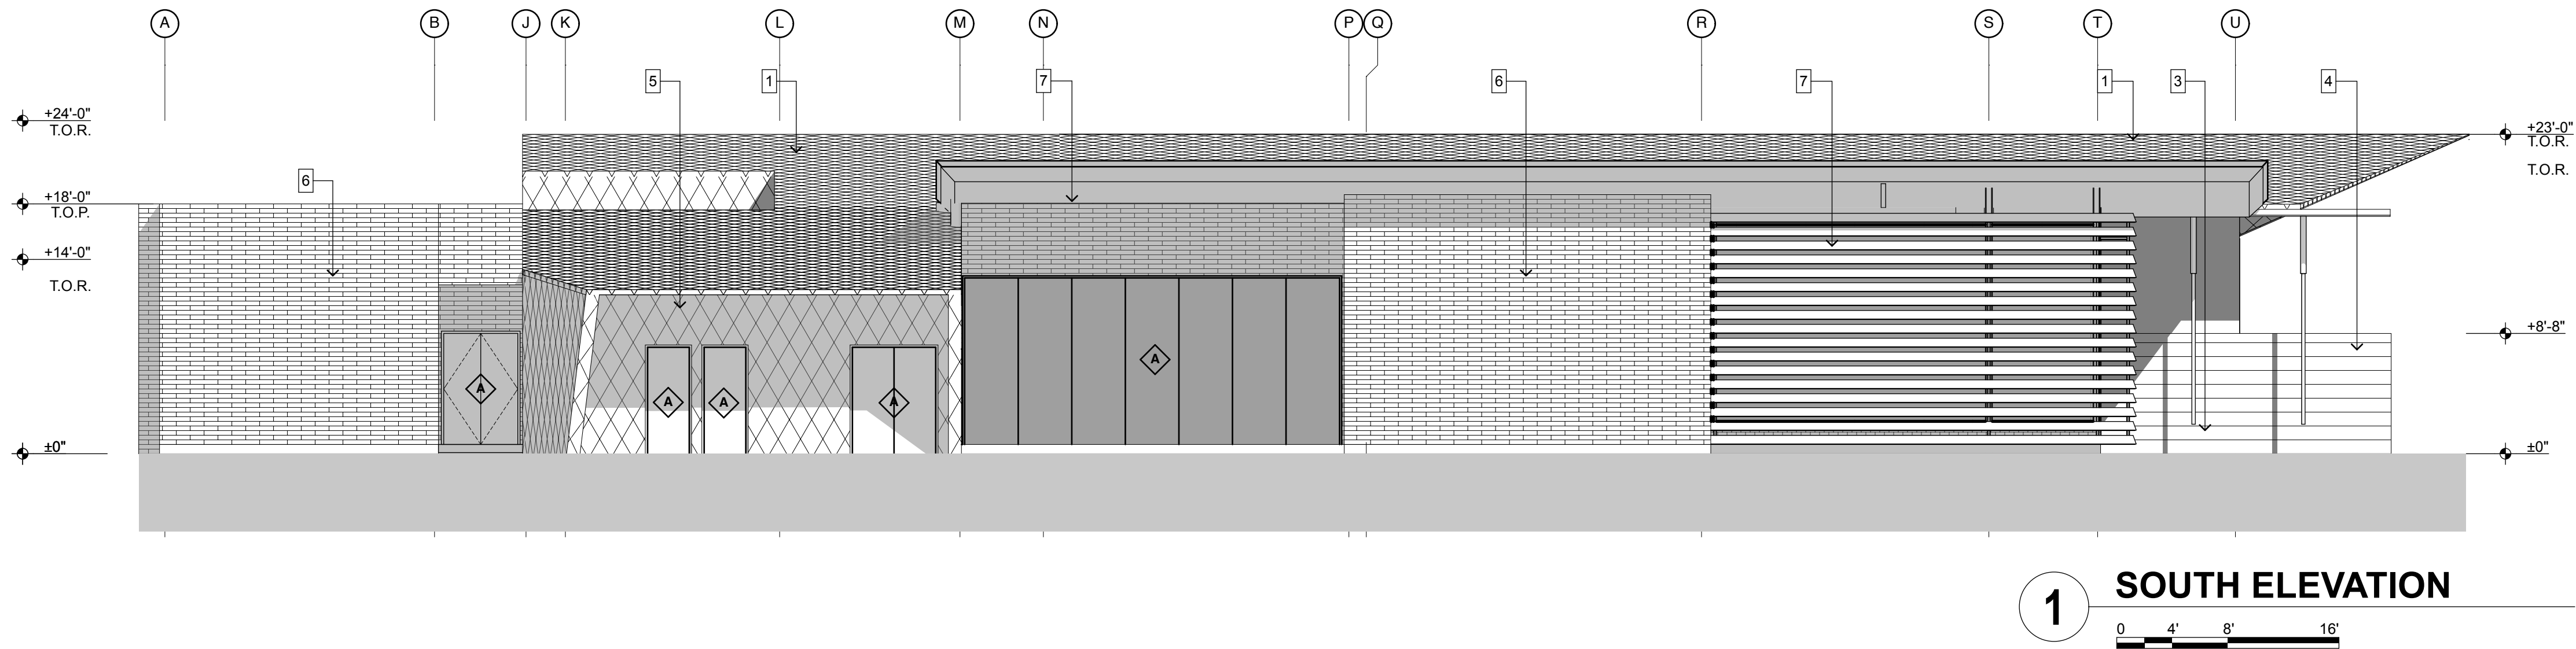 A B J K L M N P Q R S T U
5 1 7 6 7 1 3 4
+24'-0"
T.O.R.
+23'-0"
T.O.R.
T.O.R.
6
+18'-0"
T.O.P.
+14'-0"
T.O.R.
+8'-8"
A
A
A
A
A
±0"
±0"
1 SOUTH ELEVATION
0 4' 8' 16'